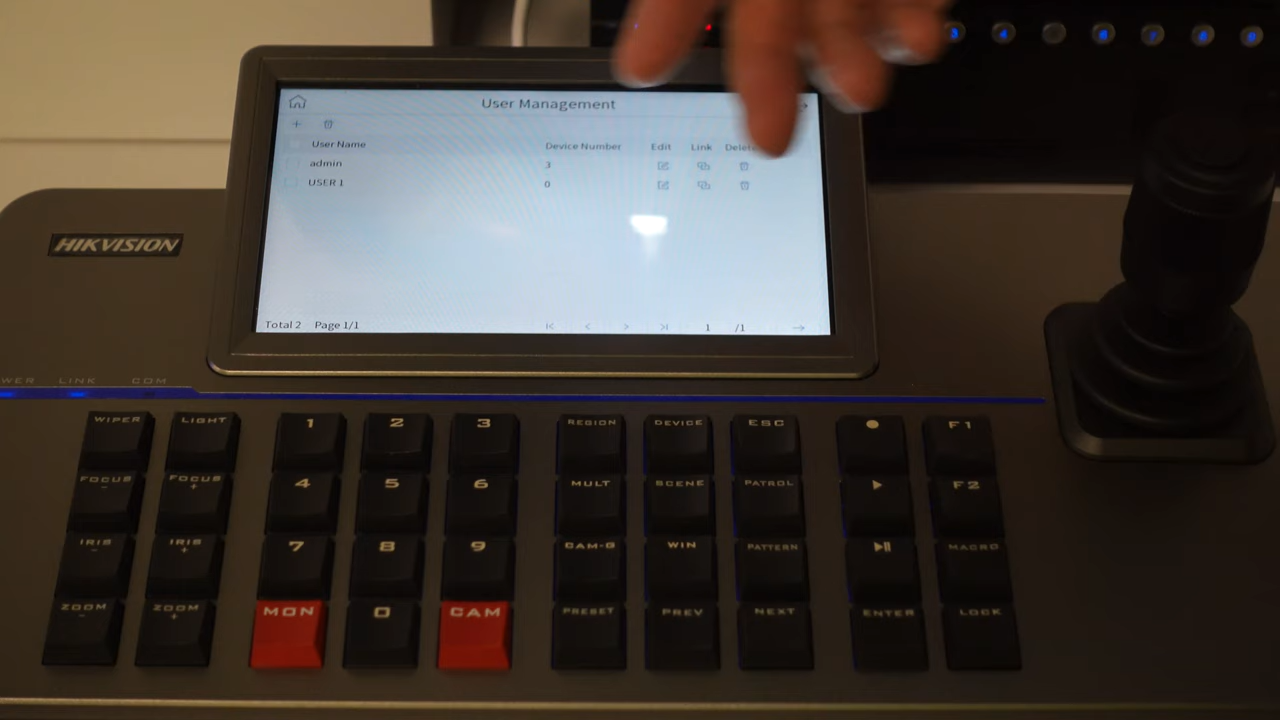 User Management
User Name Device Number Edit Link Delete
admin 3
USER 1 0
Total 2 Page 1/1 1 /1
HIKVISION
LINK COM
WIPER LIGHT 1 2 3 REGION DEVICE ESC F1
FOCUS - FOCUS + 4 5 6 MULT SCENE PATROL F2
IRIS - IRIS + 7 8 9 CAM-G WIN PATTERN MACRO
ZOOM - ZOOM + MON 0 CAM PRESET PREV NEXT ENTER LOCK